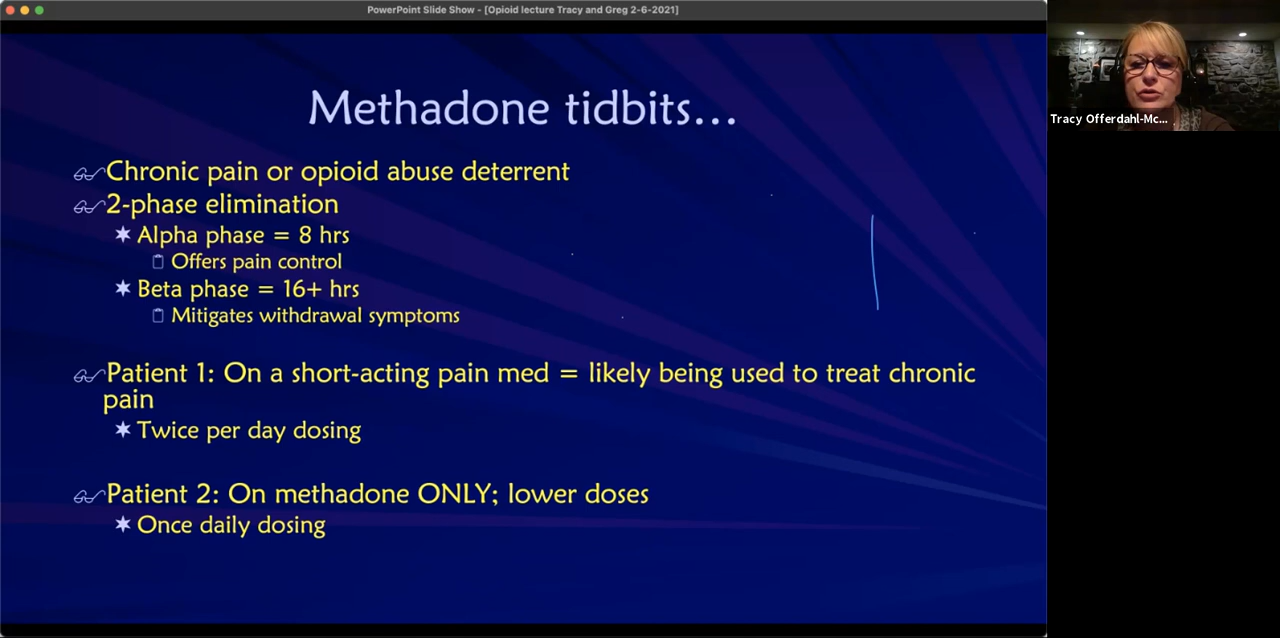 PowerPoint Slide Show - [Opioid lecture Tracy and Greg 2-6-2021]
Methadone tidbits...
Chronic pain or opioid abuse deterrent
2-phase elimination
Alpha phase = 8 hrs
Offers pain control
Beta phase = 16+ hrs
Mitigates withdrawal symptoms
Patient 1: On a short-acting pain med = likely being used to treat chronic
pain
Twice per day dosing
Patient 2: On methadone ONLY; lower doses
Once daily dosing
Tracy Offerdahl-Mc...